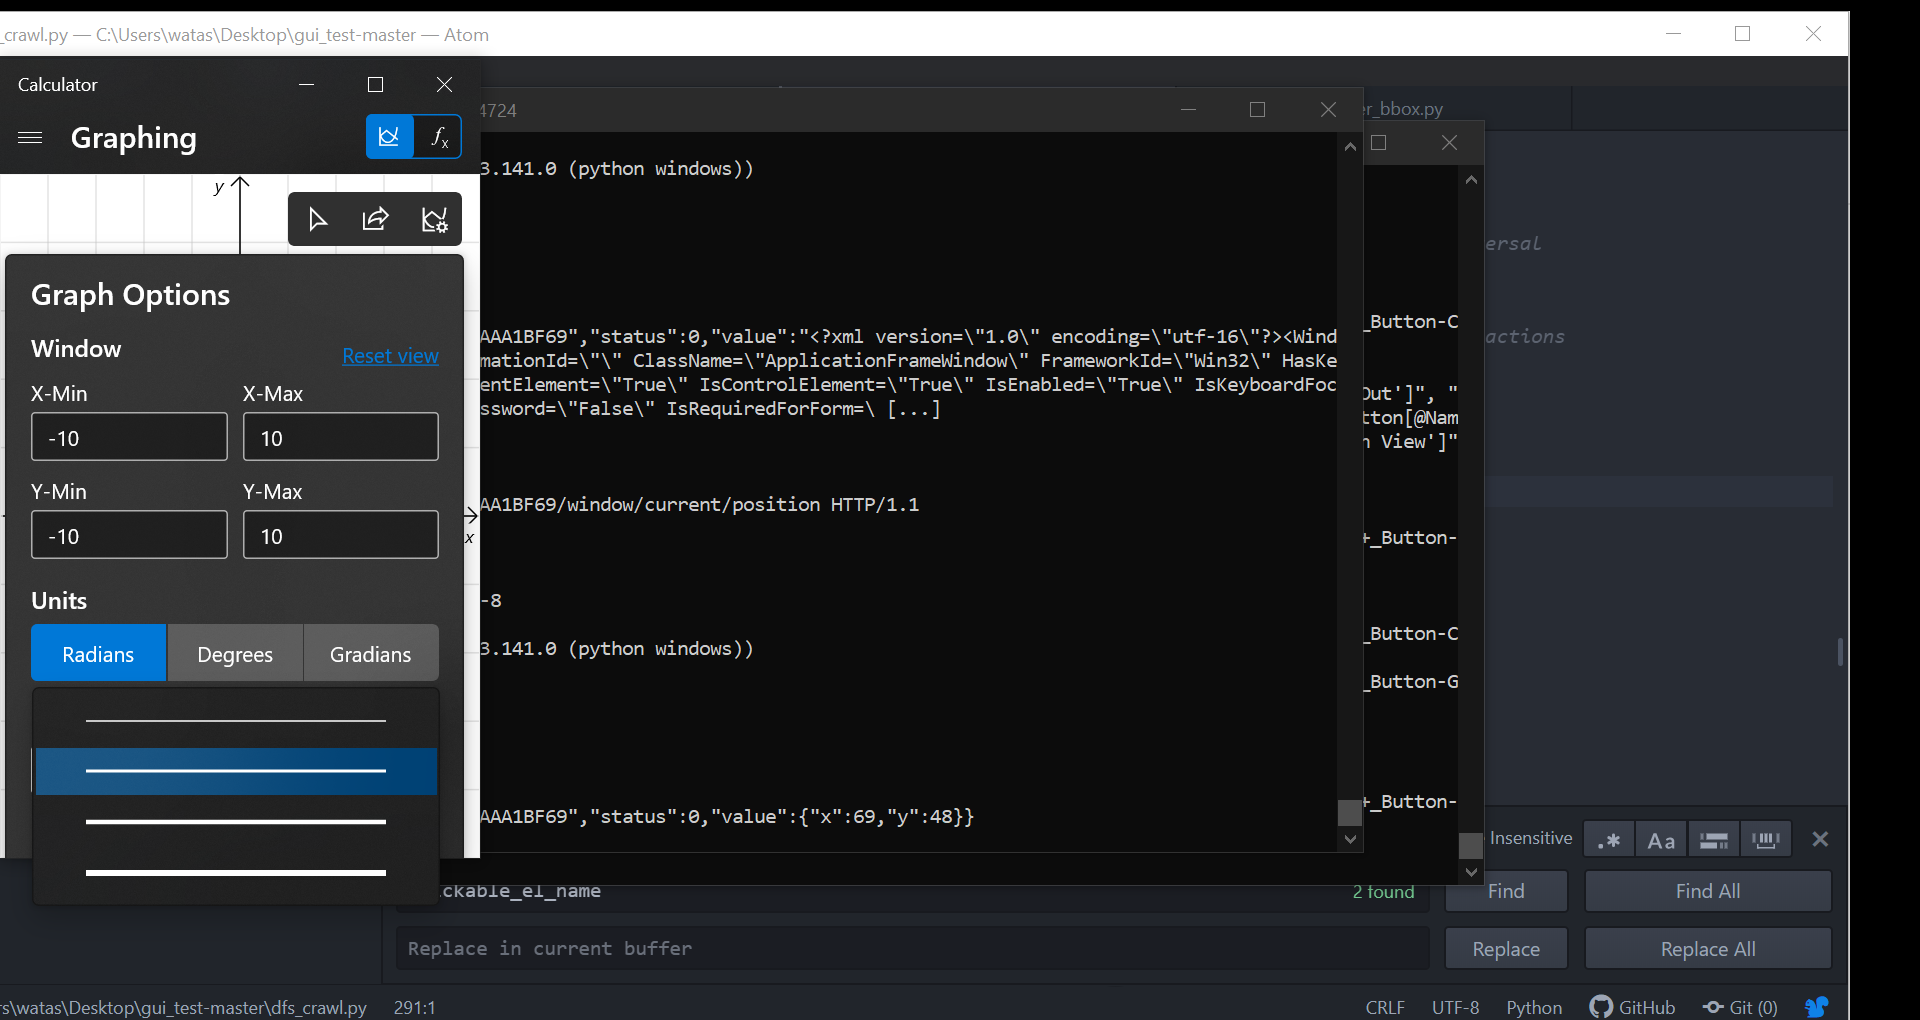 _crawl.py — C:\Users\watas\Desktop\gui_test-master — Atom
Calculator
Graphing
fx
y
x
Graph Options
Window
Reset view
X-Min
X-Max
-10
10
Y-Min
Y-Max
-10
10
Units
Radians
Degrees
Gradians
4724
3.141.0 (python windows))
AAA1BF69","status":0,"value":"<?xml version=\"1.0\" encoding=\"utf-16\"?><Wind
mationId=\"\" ClassName=\"ApplicationFrameWindow\" FrameworkId=\"Win32\" HasKe
entElement=\"True\" IsControlElement=\"True\" IsEnabled=\"True\" IsKeyboardFoc
ssword=\"False\" IsRequiredForForm=\ [...]
AA1BF69/window/current/position HTTP/1.1
-8
3.141.0 (python windows))
AAA1BF69","status":0,"value":{"x":69,"y":48}}
er_bbox.py
ersal
_Button-C
actions
Out']", "
tton[@Nam
n View']"
+_Button-
_Button-C
_Button-G
+_Button-
Insensitive
.*
Aa
ckable_el_name
2 found
Find
Find All
Replace in current buffer
Replace
Replace All
rs\watas\Desktop\gui_test-master\dfs_crawl.py
291:1
CRLF
UTF-8
Python
GitHub
Git (0)